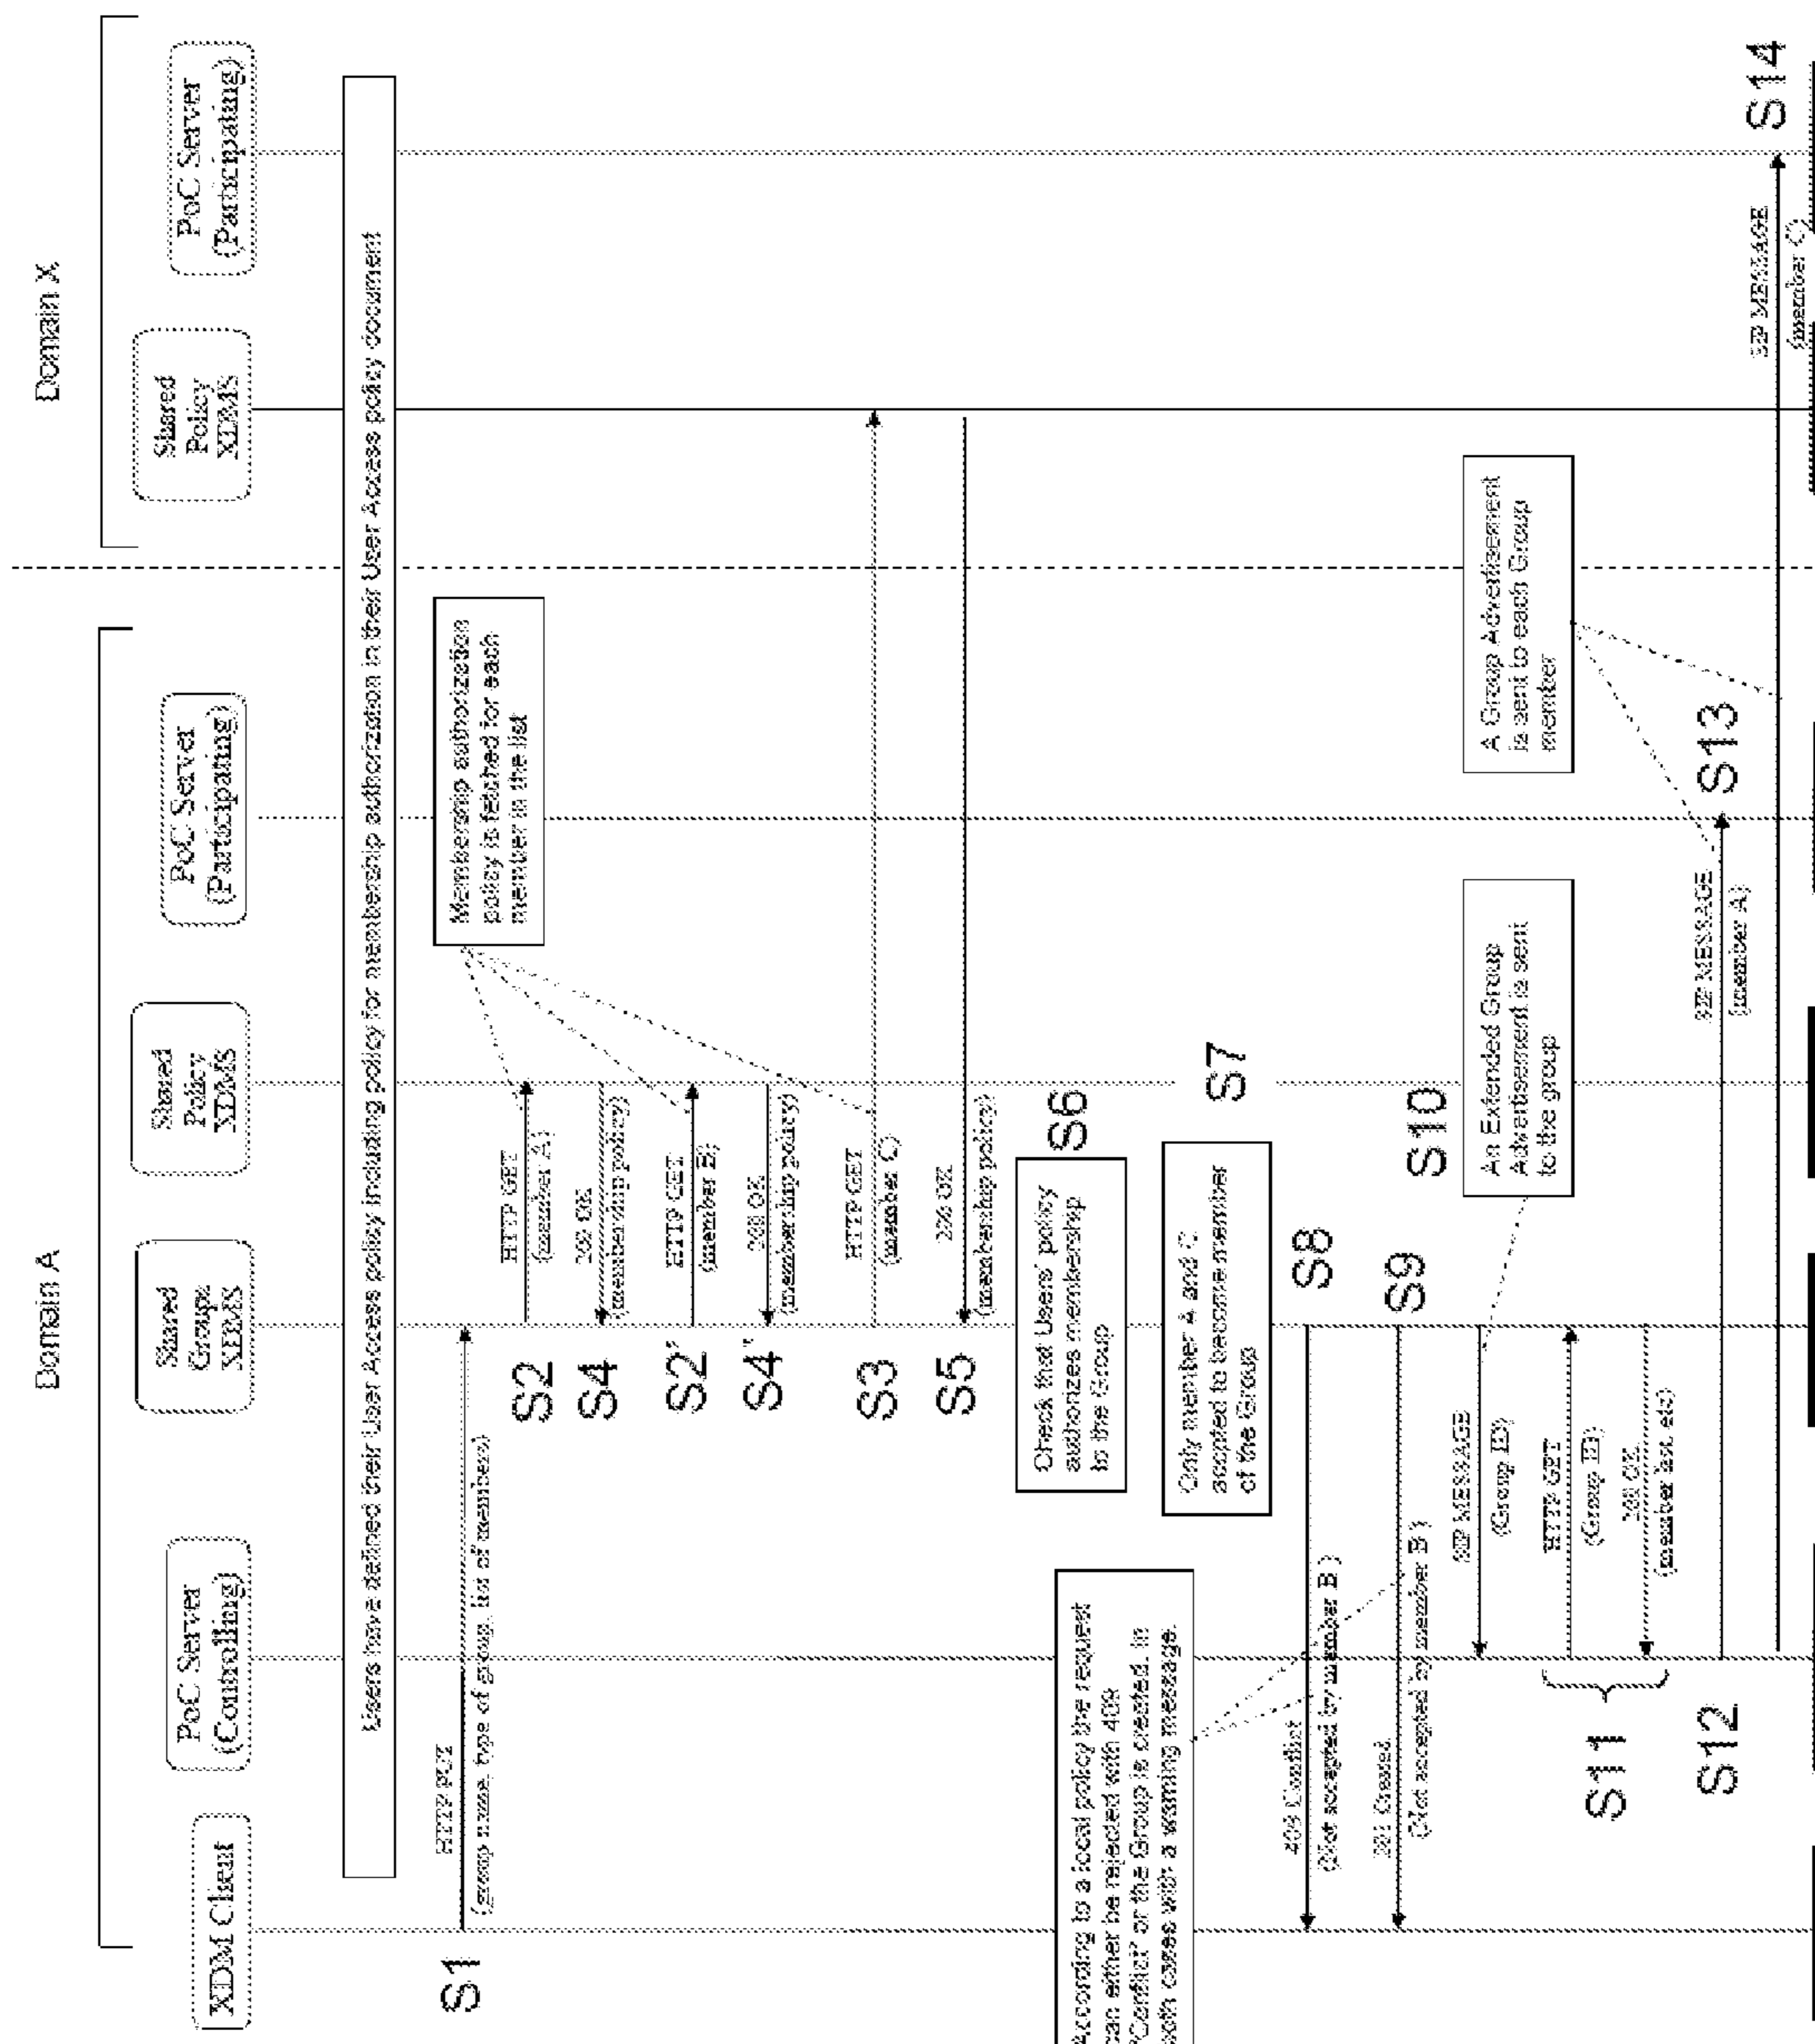 Domain A
Domain X
XDM Client
PoC Server
(Controlling)
Shared
Groups
XDMS
Shared
Policy
XDMS
PoC Server
(Participating)
Shared
Policy
XDMS
PoC Server
(Participating)
Users have defined their User Access policy including policy for membership authorization in their User Access policy document
S1
HTTP PUT
(group name, type of group, list of members)
Membership authorization
policy is fetched for each
member in the list
S2
HTTP GET
(member A)
S4
200 OK
(membership policy)
S2"
HTTP GET
(member B)
S4"
200 OK
(membership policy)
S3
HTTP GET
(member C)
S5
200 OK
(membership policy)
Check that Users' policy
authorizes membership
to the Group
S6
Only member A and C
accepted to become member
of the Group
S7
According to a local policy the request
can either be rejected with 409
"Conflict" or the Group is created. In
both cases with a warning message.
409 Conflict
(Not accepted by member B )
S8
201 Created
(Not accepted by member B )
S9
S10
SIP MESSAGE
(Group ID)
An Extended Group
Advertisement is sent
to the group
A Group Advertisement
is sent to each Group
member
S11
HTTP GET
(Group ID)
200 OK
(member list, etc)
S12
SIP MESSAGE
(member A)
S13
SIP MESSAGE
(member C)
S14